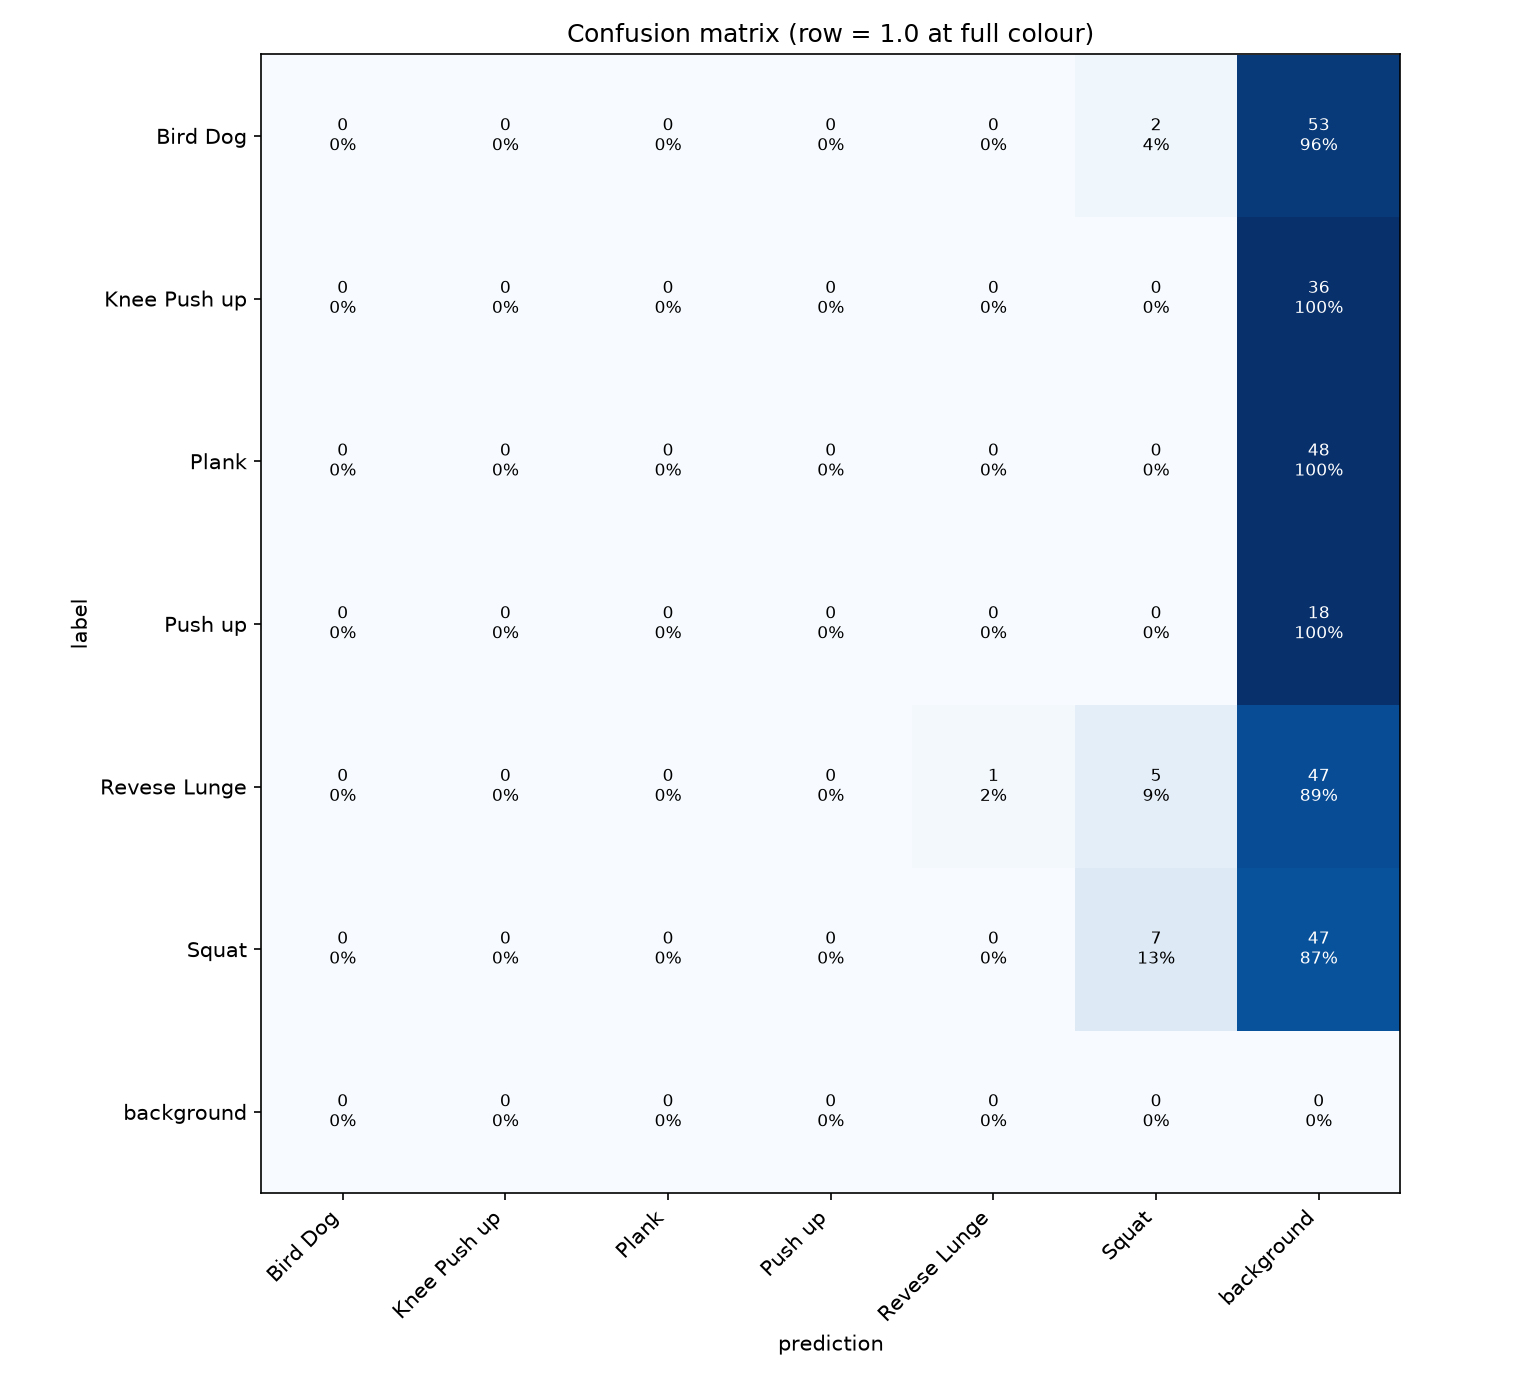 Confusion matrix (row = 1.0 at full colour)
label
Bird Dog
0 0 0 0 0 2 53
0% 0% 0% 0% 0% 4% 96%
Knee Push up
0 0 0 0 0 0 36
0% 0% 0% 0% 0% 0% 100%
Plank
0 0 0 0 0 0 48
0% 0% 0% 0% 0% 0% 100%
Push up
0 0 0 0 0 0 18
0% 0% 0% 0% 0% 0% 100%
Revese Lunge
0 0 0 0 1 5 47
0% 0% 0% 0% 2% 9% 89%
Squat
0 0 0 0 0 7 47
0% 0% 0% 0% 0% 13% 87%
background
0 0 0 0 0 0 0
0% 0% 0% 0% 0% 0% 0%
Bird Dog
Knee Push up
Plank
Push up
Revese Lunge
Squat
background
prediction